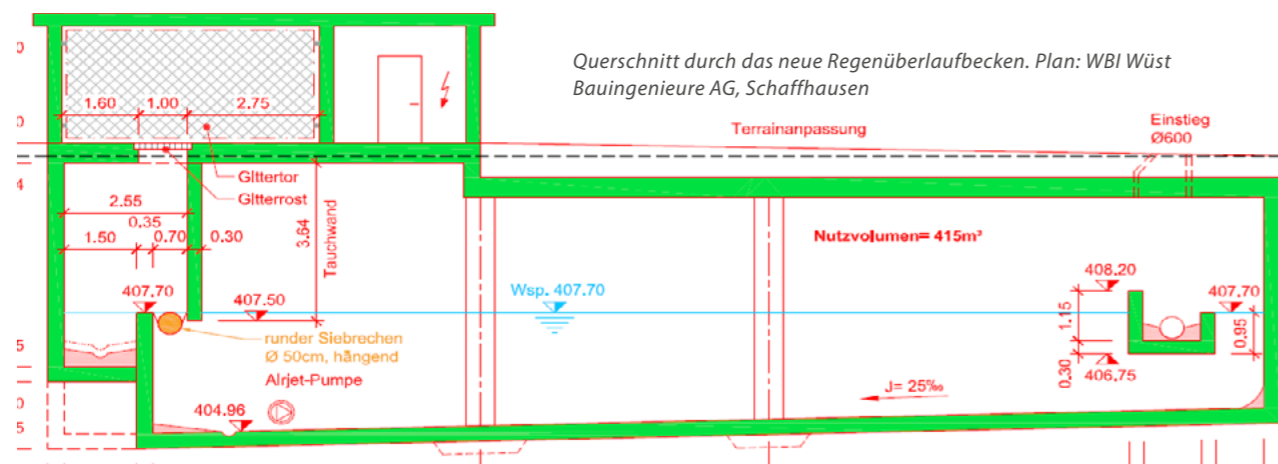 Querschnitt durch das neue Regenüberlaufbecken. Plan: WBI Wüst
Bauingenieure AG, Schaffhausen
1.60
1.00
2.75
Terrainanpassung
Einstieg
Ø600
Gittertor
Gitterrost
2.55
0.35
1.50
0.70
0.30
3.64
Tauchwand
Nutzvolumen= 415m³
407.70
407.50
Wsp. 407.70
408.20
407.70
1.15
0.95
0.30
406.75
runder Siebrechen
Ø 50cm, hängend
Airjet-Pumpe
404.96
J= 25‰